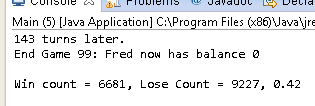 Console Problems @ Javadoc Decl
Main (5) [Java Application] C:\Program Files (x86)\Java\jre
143 turns later.
End Game 99: Fred now has balance 0
Win count = 6681, Lose Count = 9227, 0.42